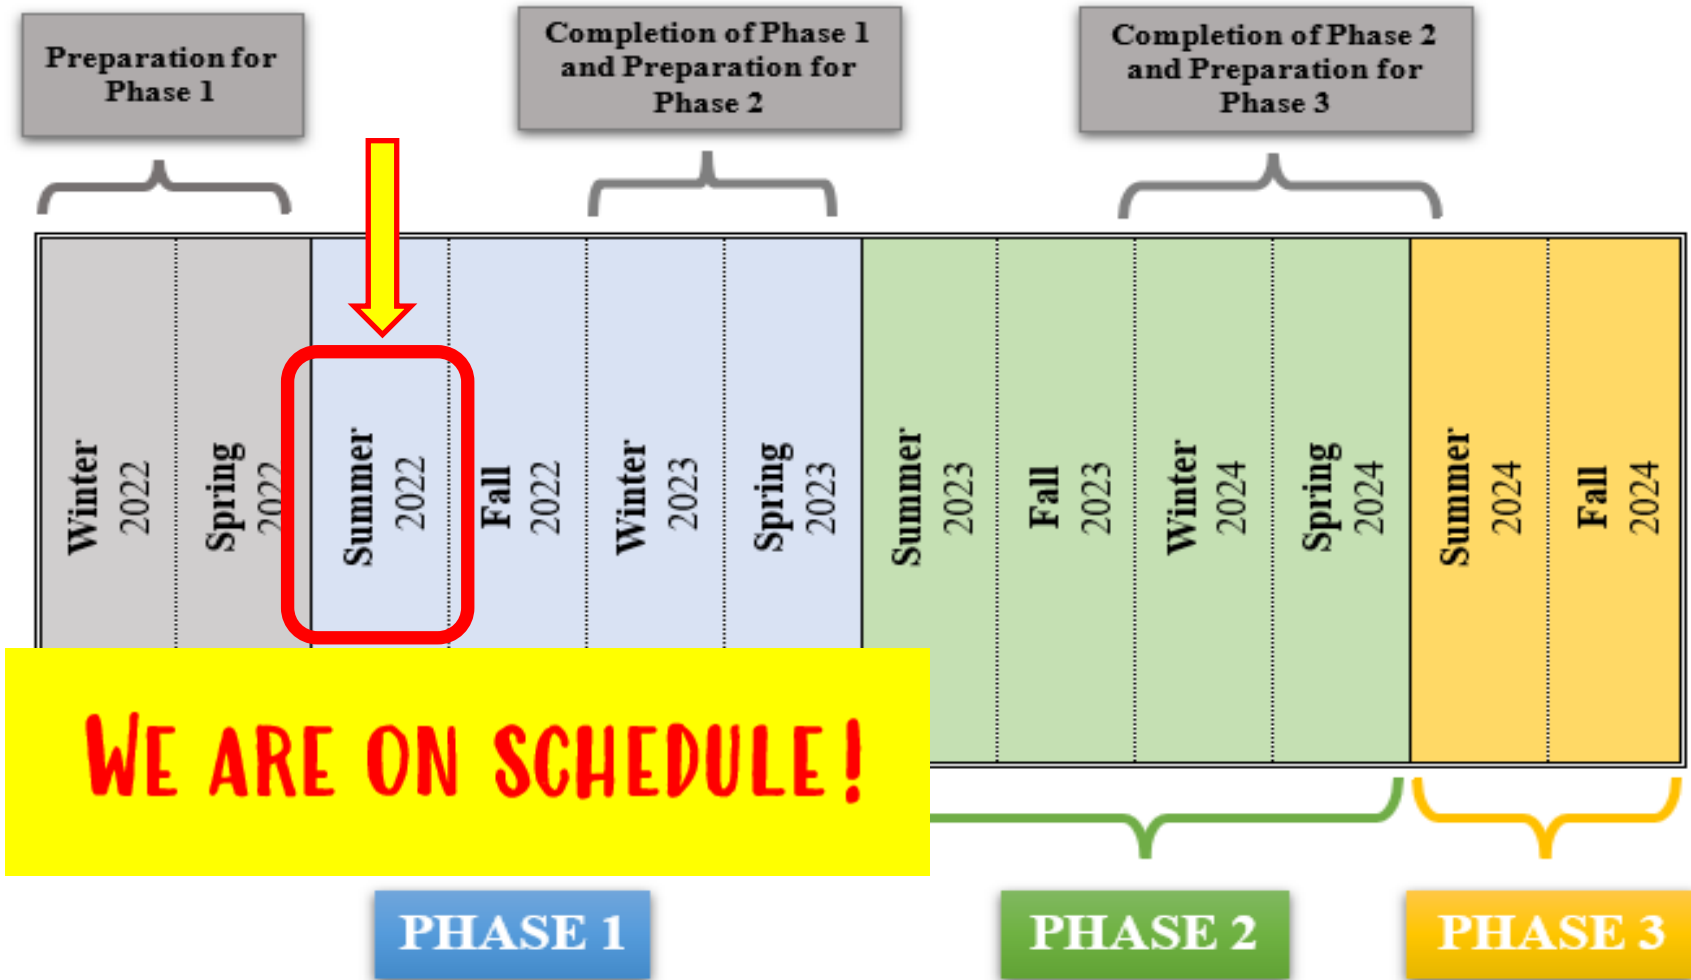 Preparation for
Phase 1
Completion of Phase 1
and Preparation for
Phase 2
Completion of Phase 2
and Preparation for
Phase 3
Winter
2022
Spring
2022
Summer
2022
Fall
2022
Winter
2023
Spring
2023
Summer
2023
Fall
2023
Winter
2024
Spring
2024
Summer
2024
Fall
2024
WE ARE ON SCHEDULE!
PHASE 1
PHASE 2
PHASE 3